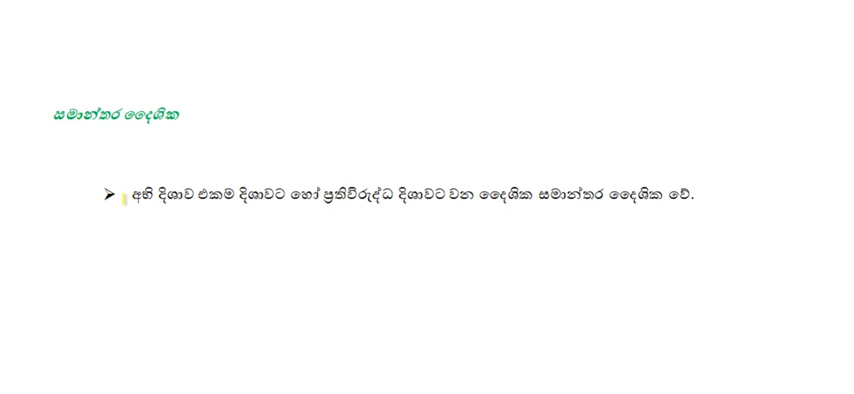 සමාන්තර දෛශික
➤ අභි දිශාව එකම දිශාවට හෝ ප්‍රතිවිරුද්ධ දිශාවට වන දෛශික සමාන්තර දෛශික වේ.